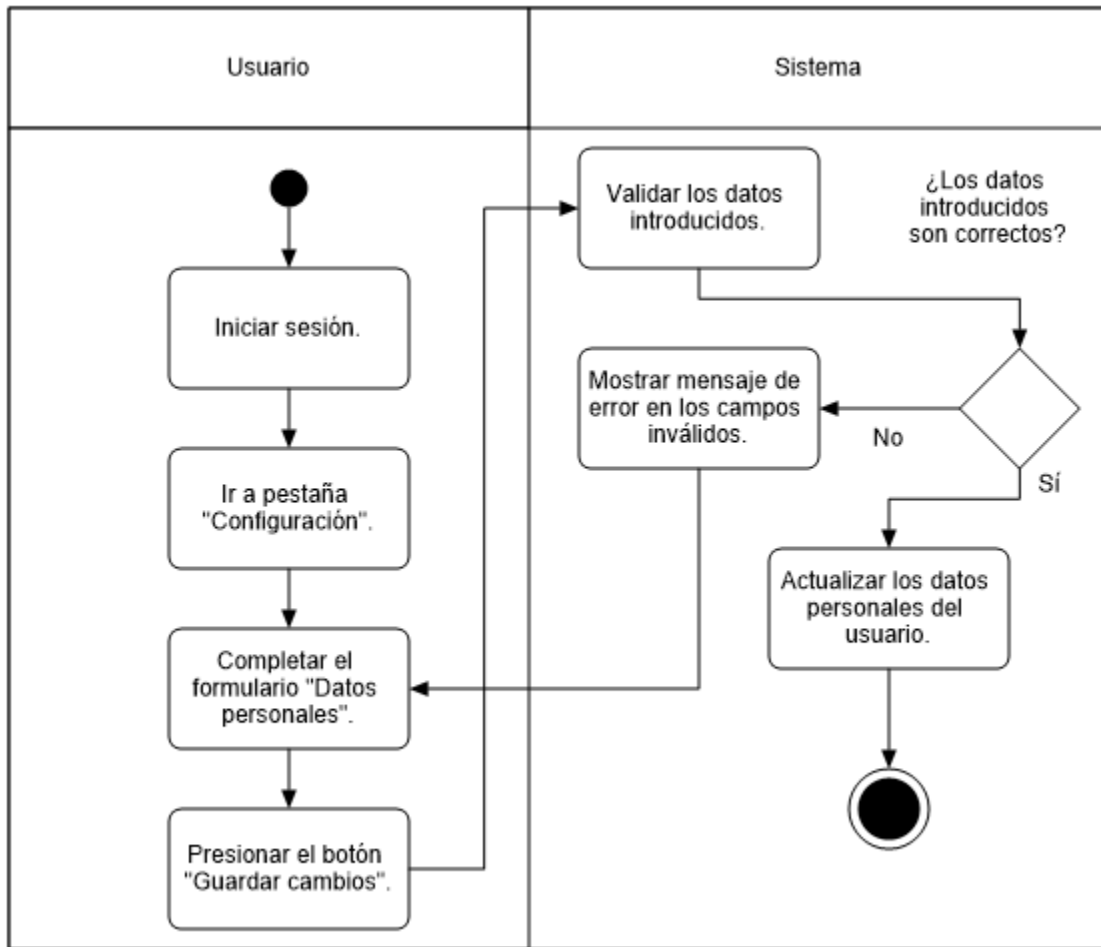 Usuario
Sistema
Iniciar sesión.
Ir a pestaña
"Configuración".
Completar el
formulario "Datos
personales".
Presionar el botón
"Guardar cambios".
Validar los datos
introducidos.
¿Los datos
introducidos
son correctos?
Mostrar mensaje de
error en los campos
inválidos.
No
Sí
Actualizar los datos
personales del
usuario.